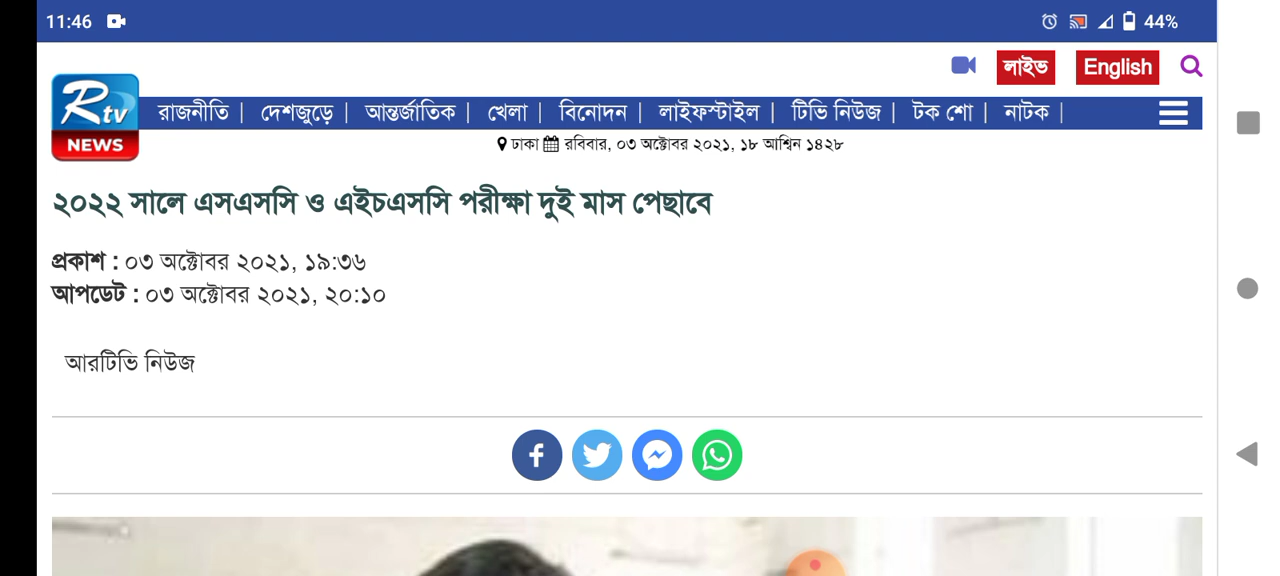 11:46 44%
লাইভ English
Rtv
NEWS
রাজনীতি | দেশজুড়ে | আন্তর্জাতিক | খেলা | বিনোদন | লাইফস্টাইল | টিভি নিউজ | টক শো | নাটক |
ঢাকা রবিবার, ০৩ অক্টোবর ২০২১, ১৮ আশ্বিন ১৪২৮
২০২২ সালে এসএসসি ও এইচএসসি পরীক্ষা দুই মাস পেছাবে
প্রকাশ : ০৩ অক্টোবর ২০২১, ১৯:৩৬
আপডেট : ০৩ অক্টোবর ২০২১, ২০:১০
আরটিভি নিউজ